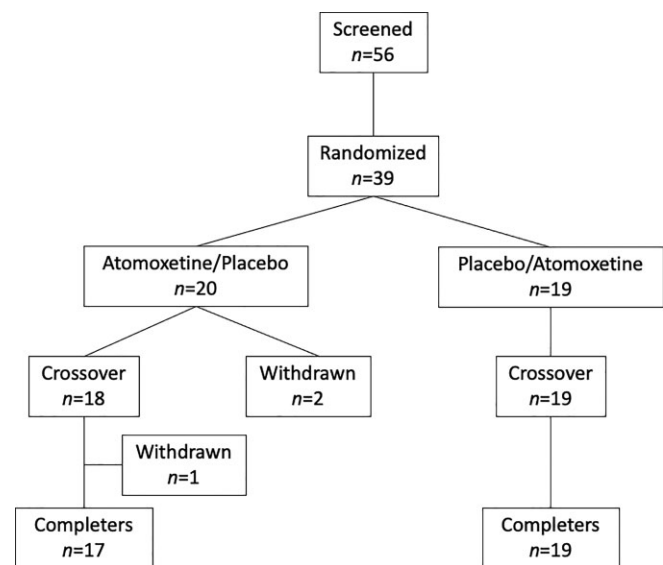 Screened
n=56
Randomized
n=39
Atomoxetine/Placebo
n=20
Placebo/Atomoxetine
n=19
Crossover
n=18
Withdrawn
n=2
Crossover
n=19
Withdrawn
n=1
Completers
n=17
Completers
n=19